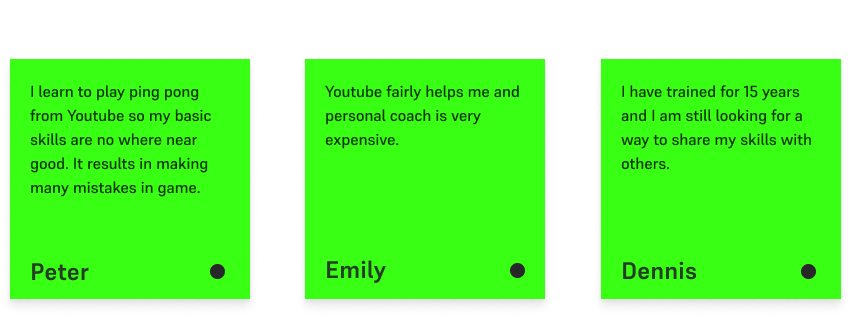 I learn to play ping pong
from Youtube so my basic
skills are no where near
good. It results in making
many mistakes in game.
Peter
Youtube fairly helps me and
personal coach is very
expensive.
Emily
I have trained for 15 years
and I am still looking for a
way to share my skills with
others.
Dennis